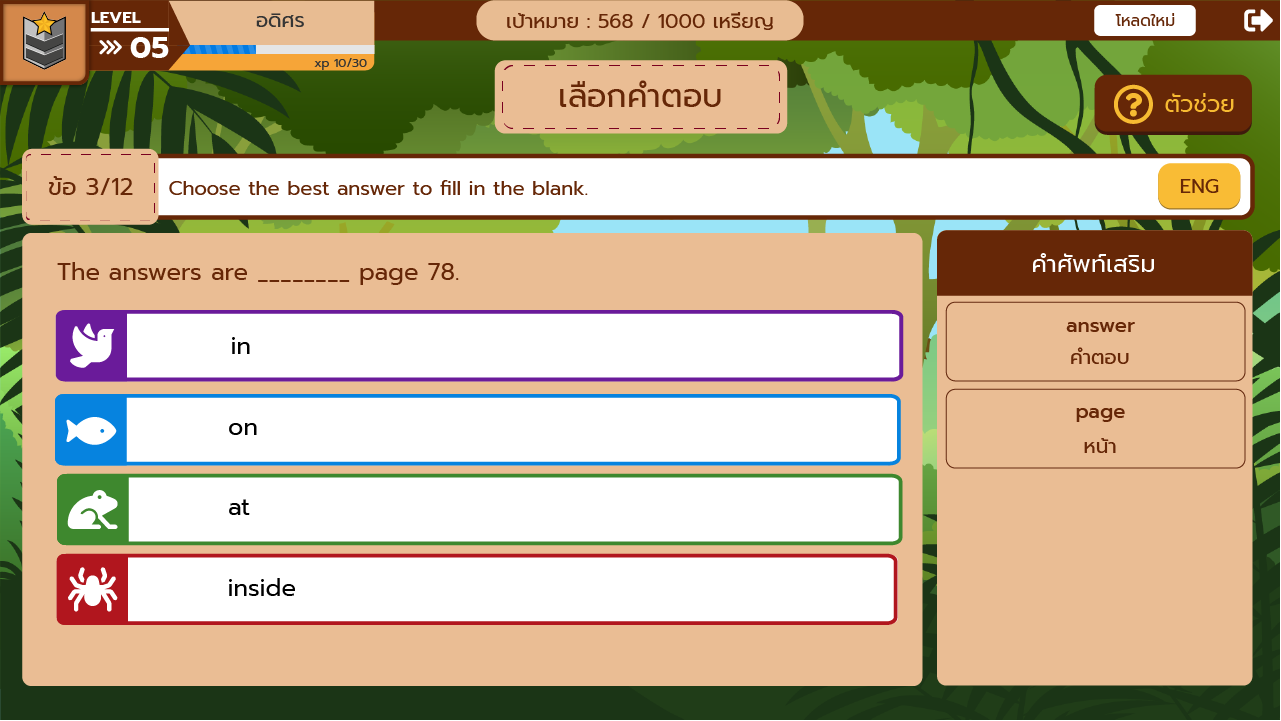 LEVEL
05
อดิศร
xp 10/30
เป้าหมาย : 568 / 1000 เหรียญ
โหลดใหม่
เลือกคำตอบ
ตัวช่วย
ข้อ 3/12
Choose the best answer to fill in the blank.
ENG
The answers are ________ page 78.
in
on
at
inside
คำศัพท์เสริม
answer
คำตอบ
page
หน้า